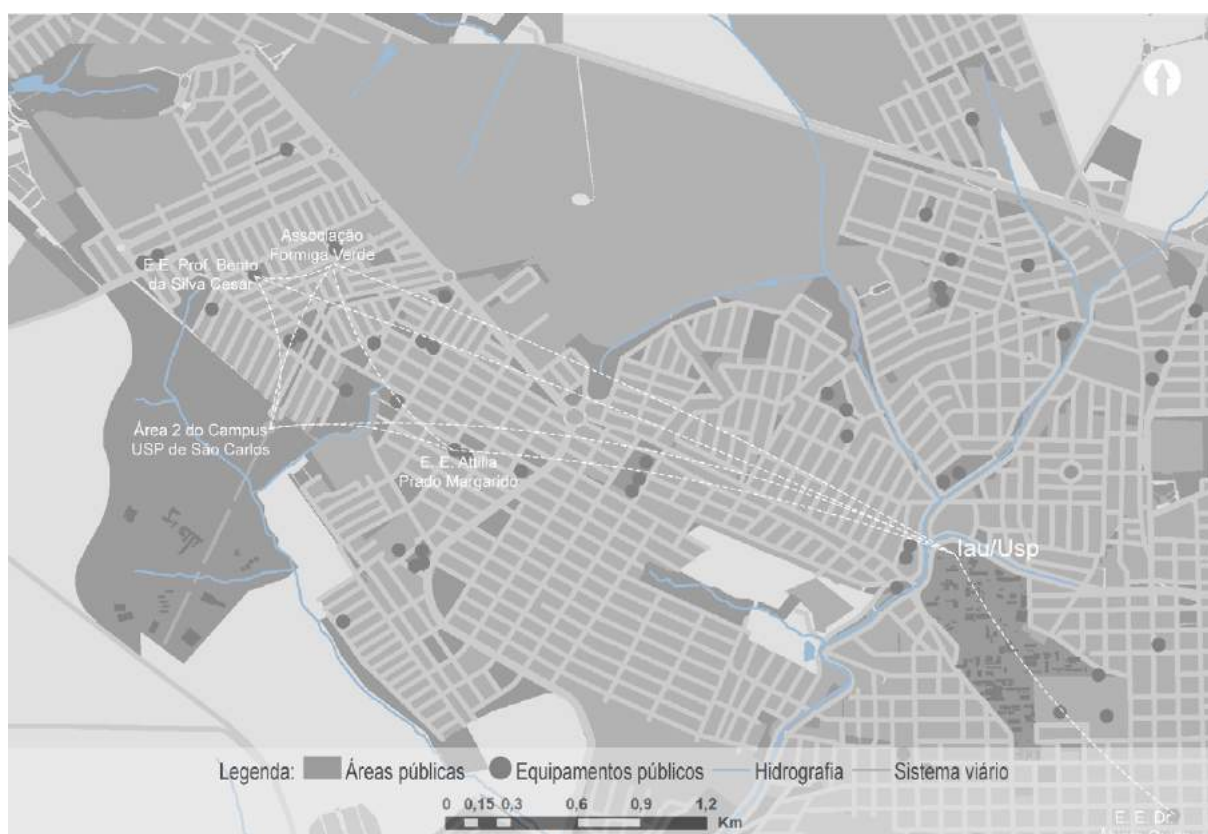 Associação
Formiga Verde
E.E. Prof. Bento
da Silva Cesar
Área 2 do Campus
USP de São Carlos
E. E. Attilia
Prado Margarido
Iau/Usp
Legenda: Áreas públicas Equipamentos públicos Hidrografia Sistema viário
0 0,15 0,3 0,6 0,9 1,2
Km
E. E. Dr.